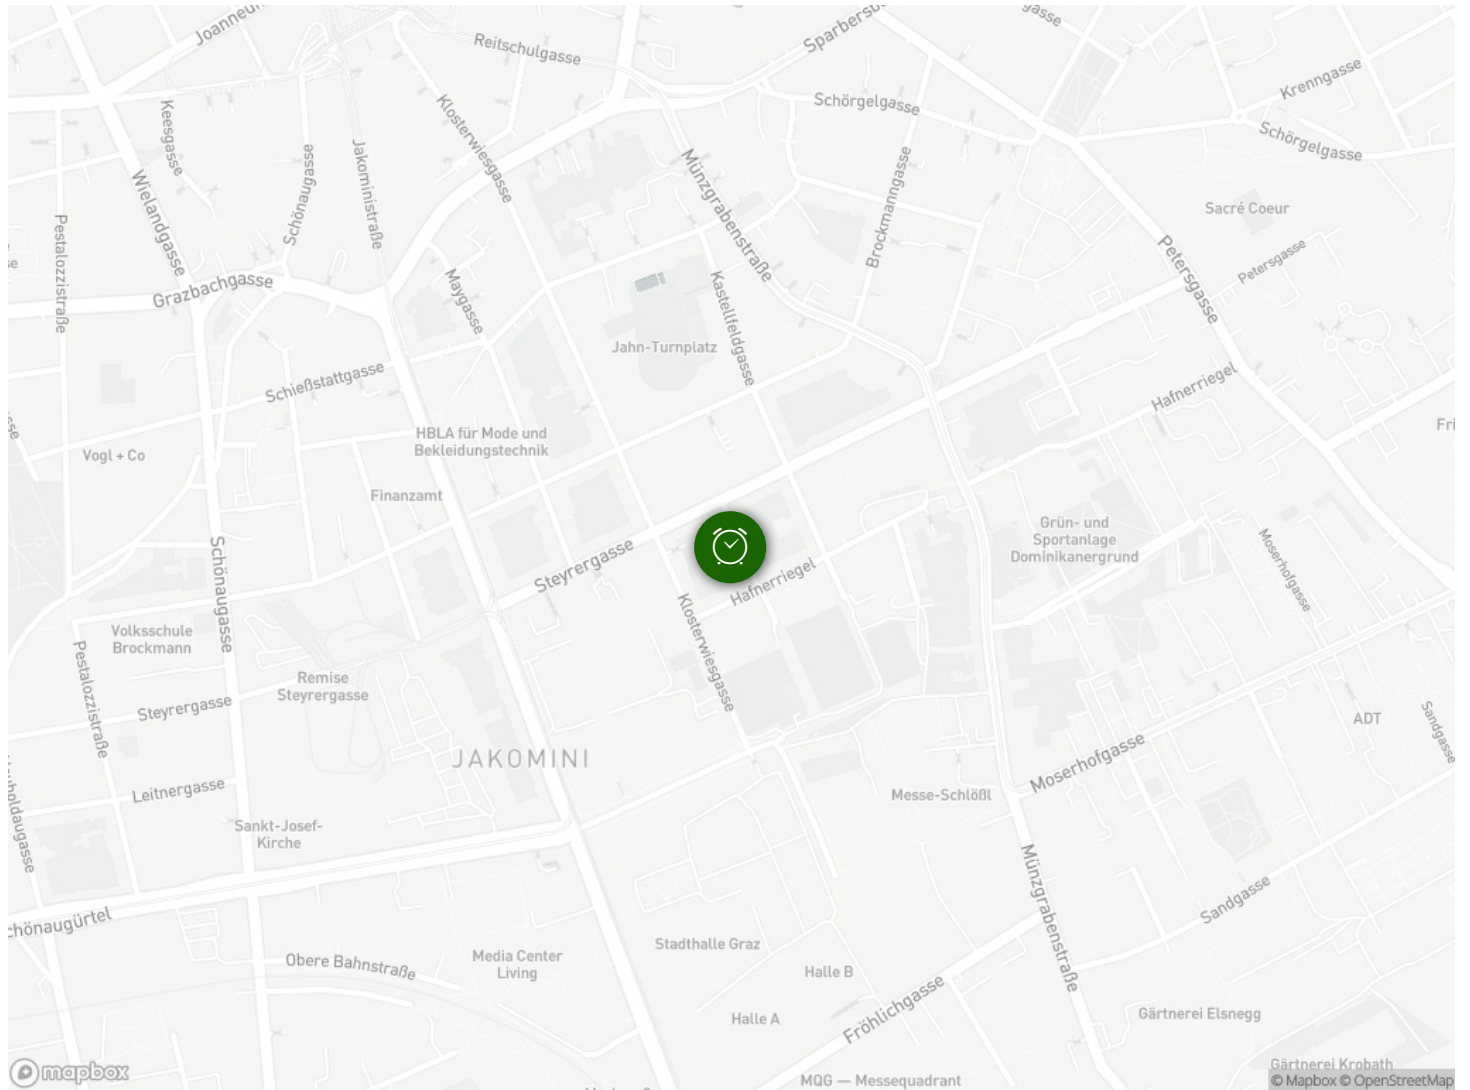 Joanneum
Reitschulgasse
Sparbersb
gasse
Krenngasse
Schörgelgasse
Schörgelgasse
Keesgasse
Klosterwiesgasse
Schönaugasse
Jakoministraße
Münzgrabenstraße
Brockmanngasse
Sacré Coeur
Wielandgasse
Pestalozzistraße
Petersgasse
Petersgasse
Grazbachgasse
Maygasse
Kastellfeldgasse
Jahn-Turnplatz
Schießstattgasse
Hafnerriegel
HBLA für Mode und
Bekleidungstechnik
Fri
Vogl + Co
Finanzamt
Grün- und
Sportanlage
Dominikanergrund
Steyrergasse
Schönaugasse
Hafnerriegel
Moserhofgasse
Klosterwiesgasse
Volksschule
Brockmann
Remise
Steyrergasse
Pestalozzistraße
Steyrergasse
ADT
Sandgasse
JAKOMINI
Moserhofgasse
Leitnergasse
Messe-Schlößl
Sankt-Josef-
Kirche
Münzgrabenstraße
Sandgasse
chönaugürtel
Stadthalle Graz
Media Center
Living
Obere Bahnstraße
Halle B
Fröhlichgasse
Halle A
Gärtnerei Elsnegg
Gärtnerei Krobath
mapbox
MQG — Messequadrant
© Mapbox © OpenStreetMap